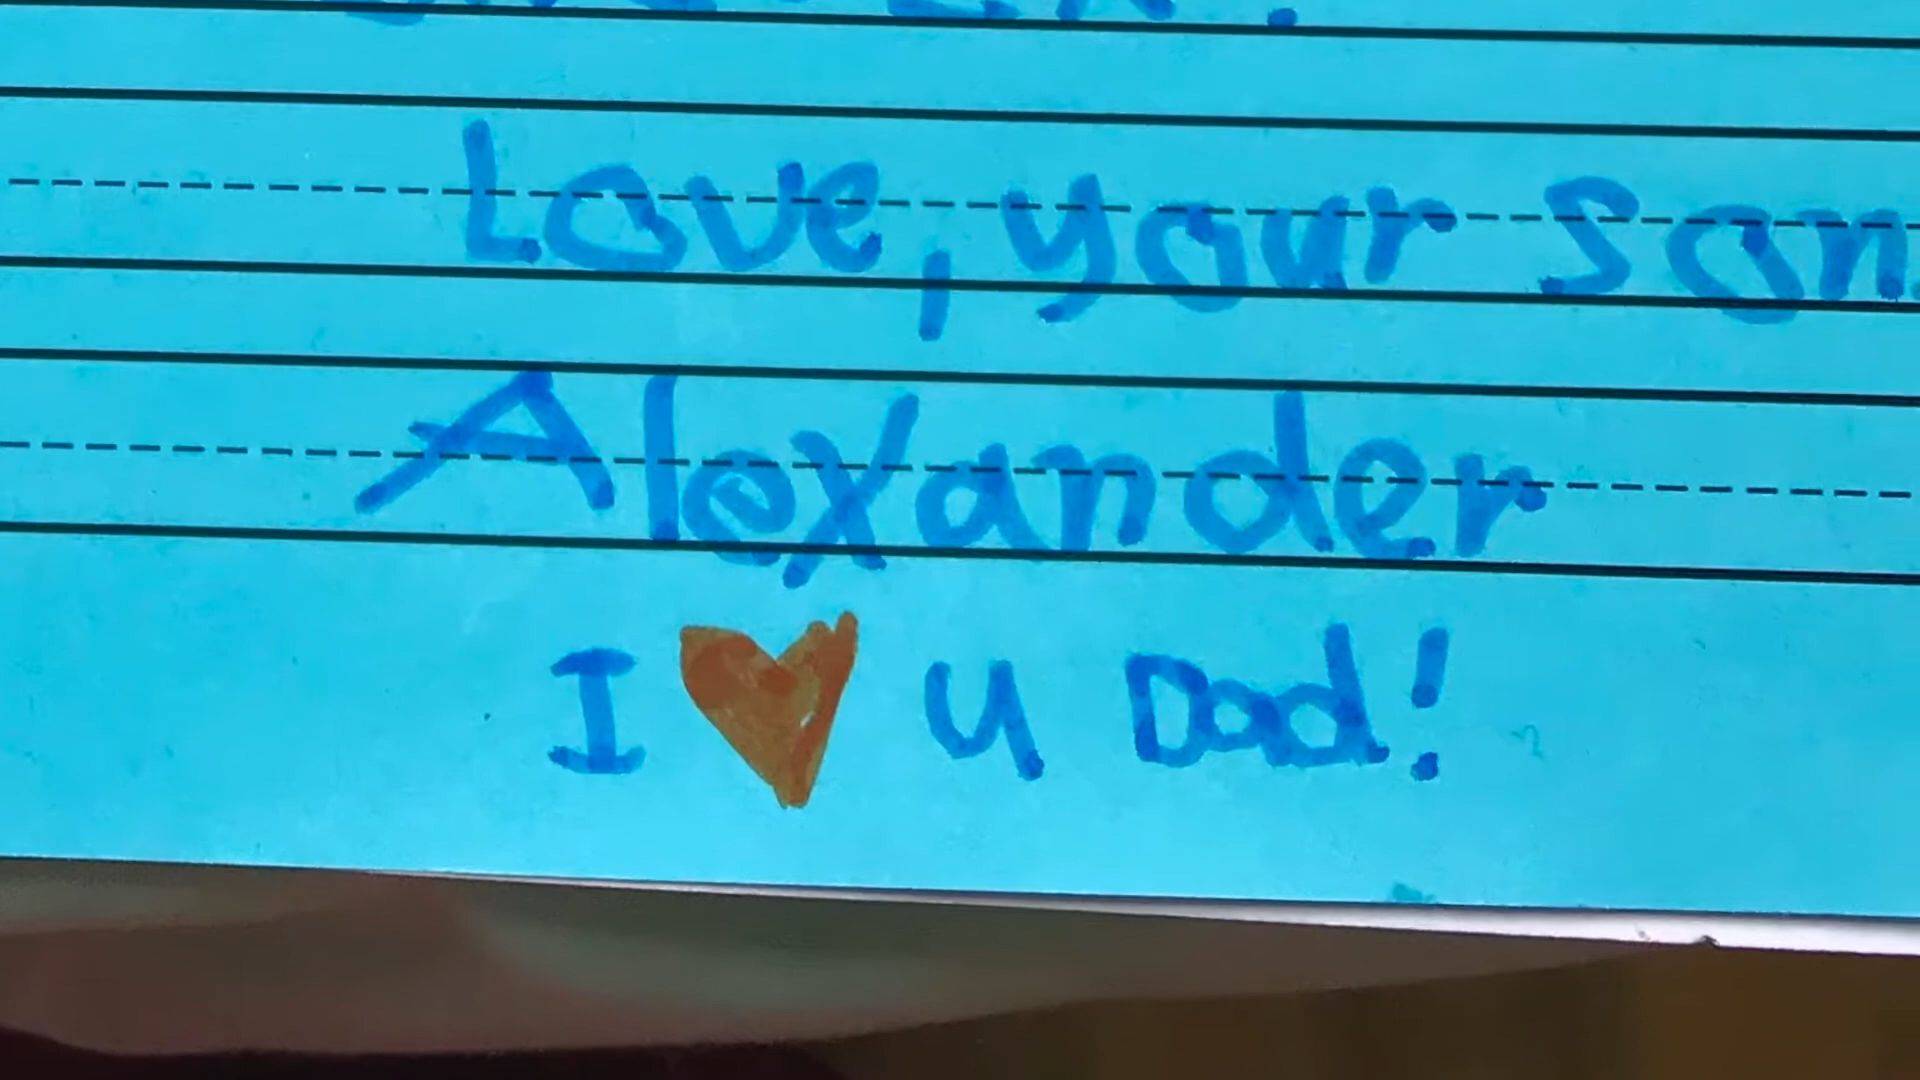 Love, your son.
Alexander
I ❤ u Dad!